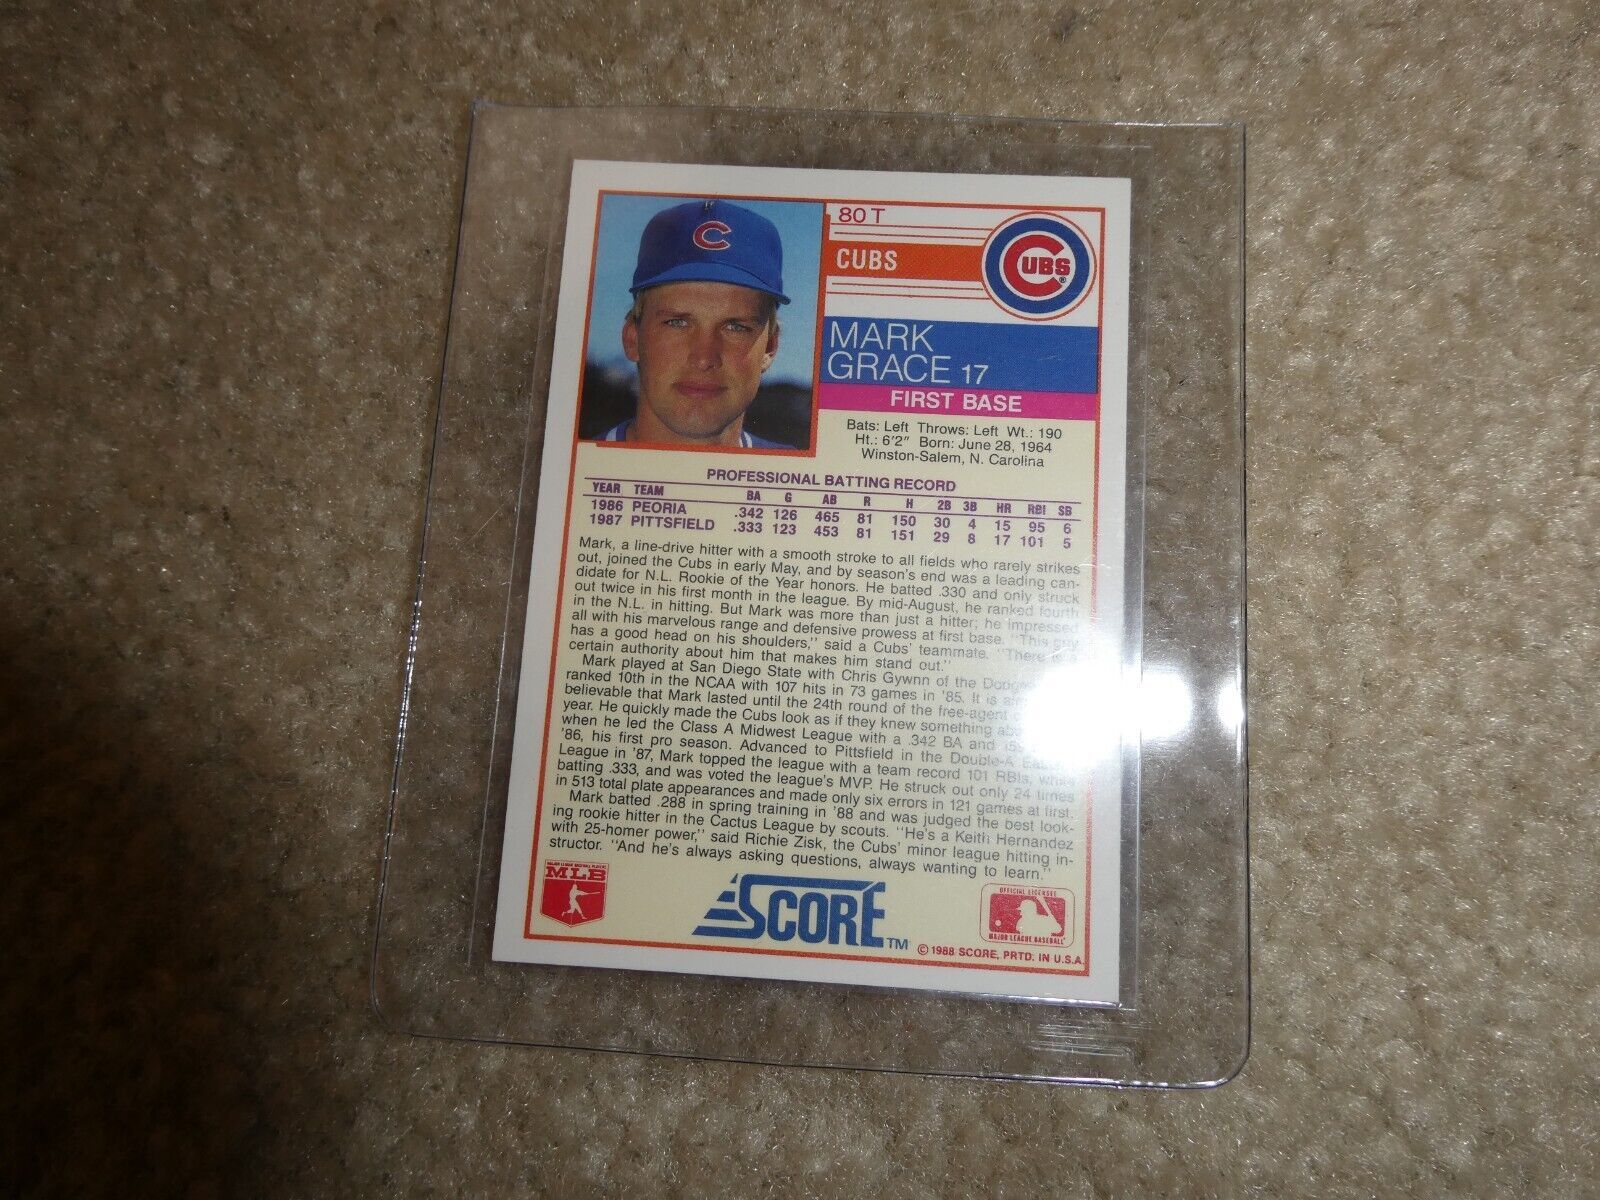 C
80 T
CUBS
CUBS ®
MARK
GRACE 17
FIRST BASE
Bats: Left Throws: Left Wt.: 190
Ht.: 6'2" Born: June 28, 1964
Winston-Salem, N. Carolina
PROFESSIONAL BATTING RECORD
YEAR TEAM BA G AB R H 2B 3B HR RBI SB
1986 PEORIA .342 126 465 81 150 30 4 15 95 6
1987 PITTSFIELD .333 123 453 81 151 29 8 17 101 5
Mark, a line-drive hitter with a smooth stroke to all fields who rarely strikes
out, joined the Cubs in early May, and by season's end was a leading can-
didate for N.L. Rookie of the Year honors. He batted .330 and only struck
out twice in his first month in the league. By mid-August, he ranked fourth
in the N.L. in hitting. But Mark was more than just a hitter; he impressed
all with his marvelous range and defensive prowess at first base. "This guy
has a good head on his shoulders," said a Cubs' teammate. "There is a
certain authority about him that makes him stand out."
Mark played at San Diego State with Chris Gywnn of the
ranked 10th in the NCAA with 107 hits in 73 games in '85. It is
believable that Mark lasted until the 24th round of the free-agent
year. He quickly made the Cubs look as if they knew something
when he led the Class A Midwest League with a .342 BA and
'86, his first pro season. Advanced to Pittsfield in the Double-A
League in '87, Mark topped the league with a team record 101 RBIs, while
batting .333, and was voted the league's MVP. He struck out only 24 times
in 513 total plate appearances and made only six errors in 121 games at first.
Mark batted .288 in spring training in '88 and was judged the best look-
ing rookie hitter in the Cactus League by scouts. "He's a Keith Hernandez
with 25-homer power," said Richie Zisk, the Cubs' minor league hitting in-
structor. "And he's always asking questions, always wanting to learn."
MAJOR LEAGUE BASEBALL PLAYERS
MLB
SCORE TM
OFFICIAL LICENSEE
MAJOR LEAGUE BASEBALL
© 1988 SCORE, PRTD. IN U.S.A.